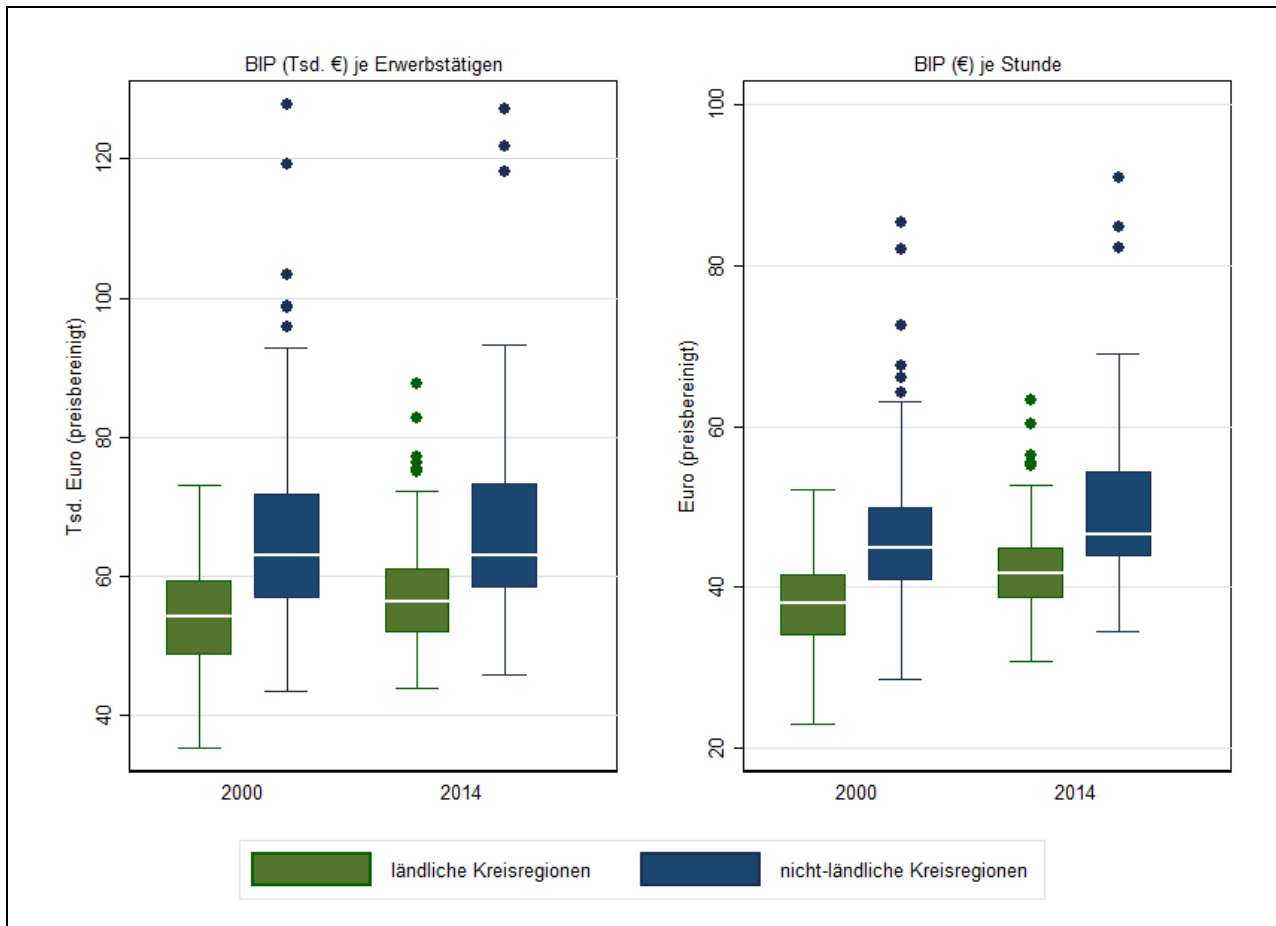 BIP (Tsd. €) je Erwerbstätigen
Tsd. Euro (preisbereinigt)
120
100
80
60
40
2000 2014
BIP (€) je Stunde
Euro (preisbereinigt)
100
80
60
40
20
2000 2014
ländliche Kreisregionen nicht-ländliche Kreisregionen